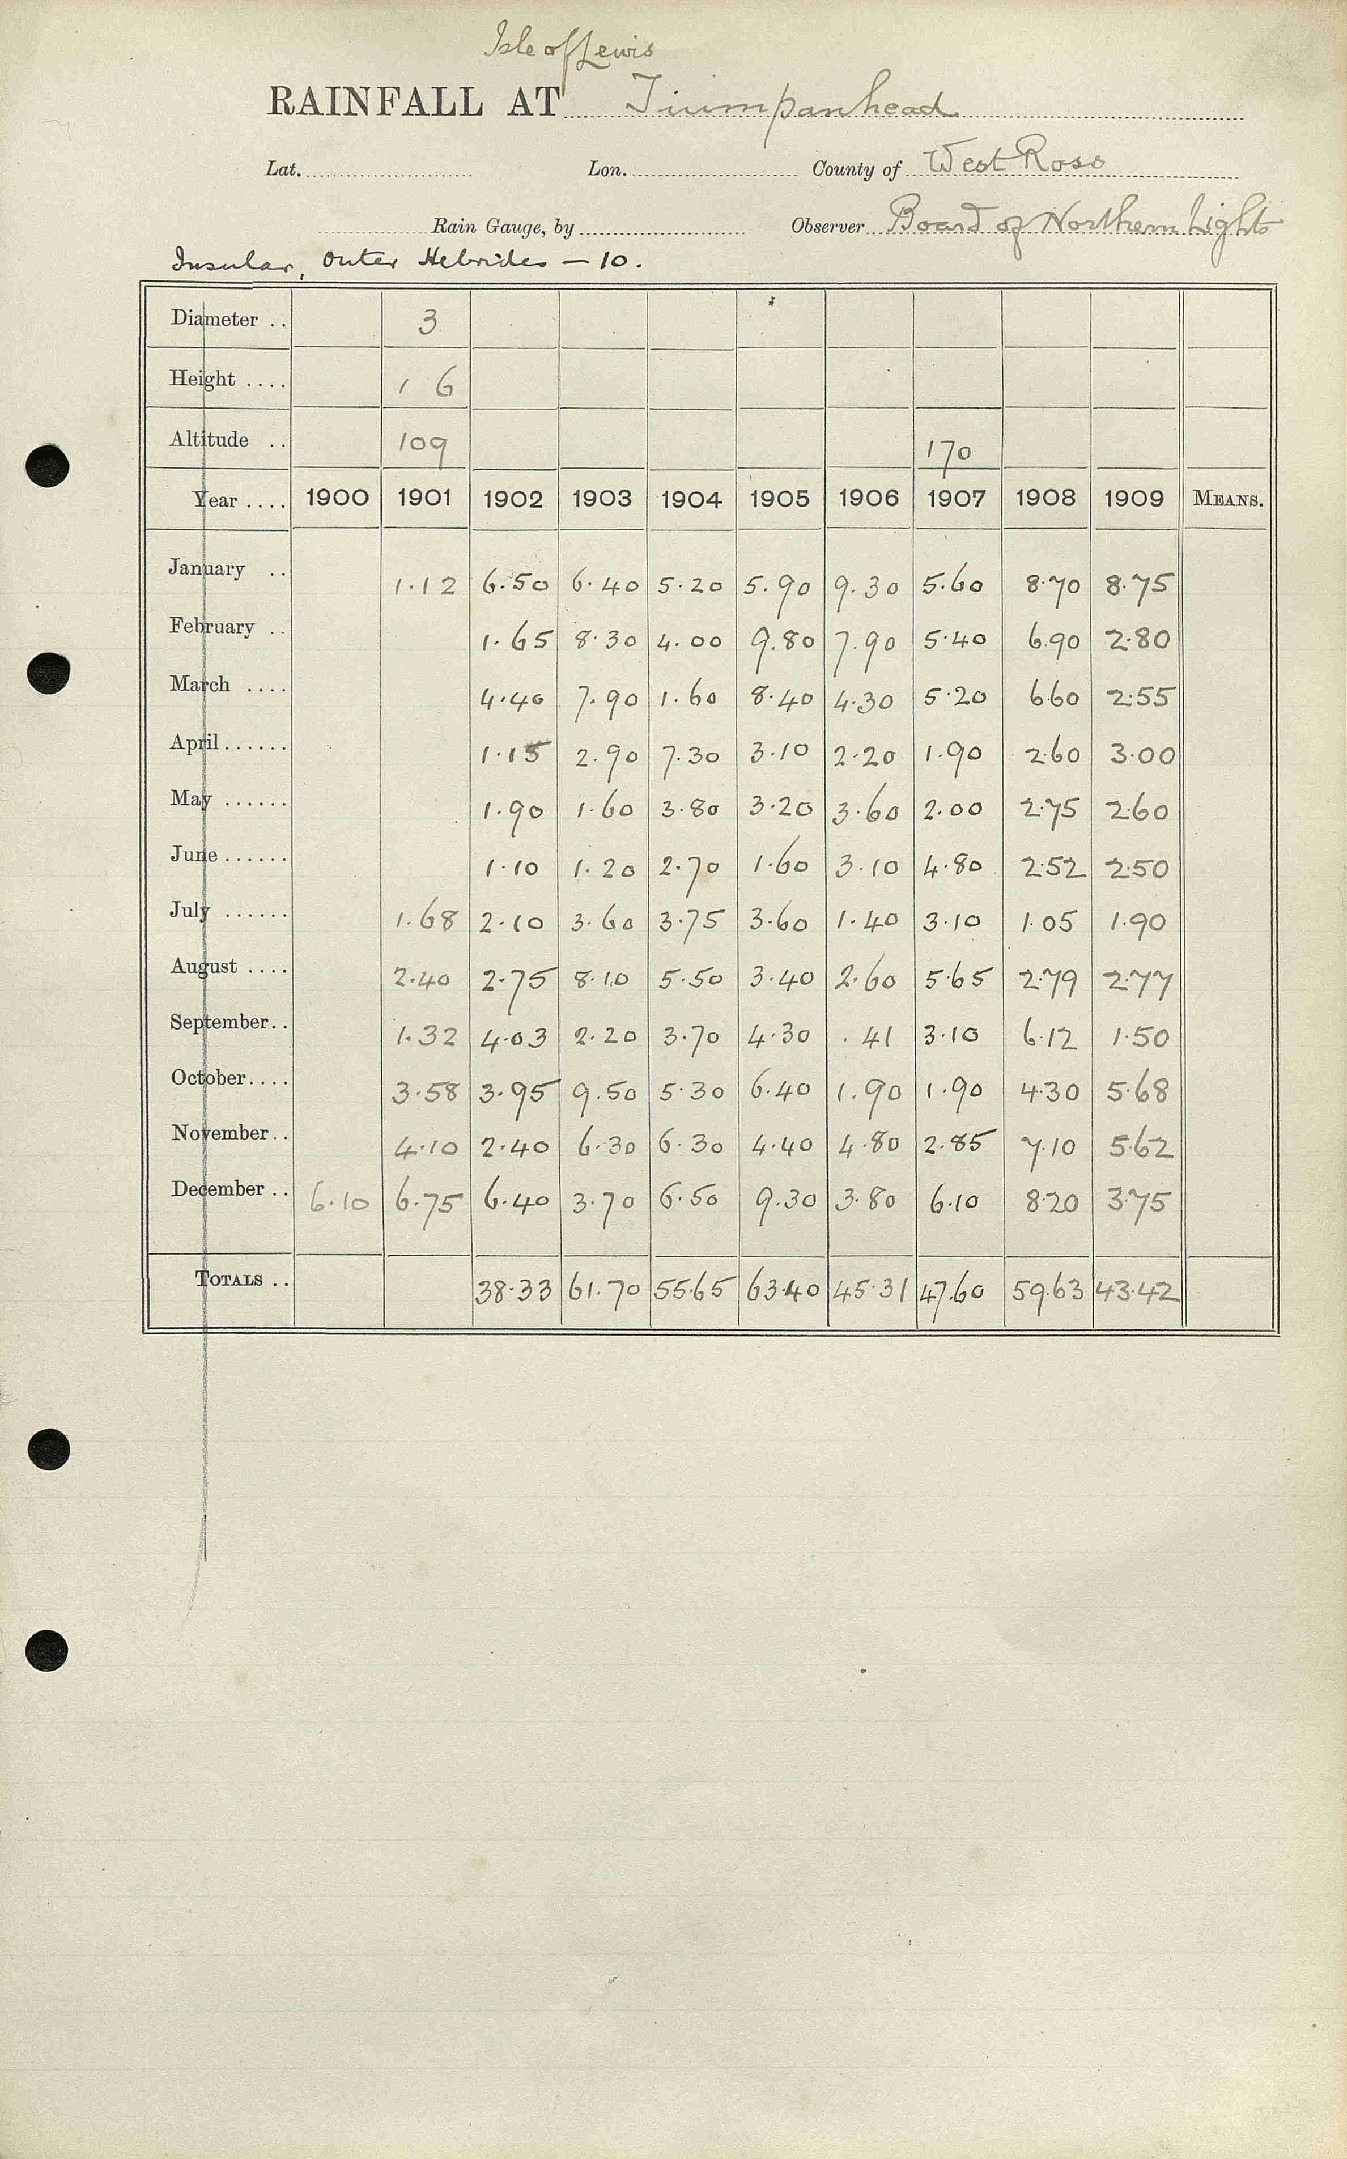 Isle of Lewis
RAINFALL AT Tiumpanhead
Lat. Lon. County of West Ross
Rain Gauge, by Observer Board of Northern Lights
Insular, Outer Hebrides — 10.
Diameter .. 3
Height .... 1 6
Altitude .. 109 170
Year .... 1900 1901 1902 1903 1904 1905 1906 1907 1908 1909 MEANS.
January .. 1.12 6.50 6.40 5.20 5.90 9.30 5.60 8.70 8.75
February .. 1.65 8.30 4.00 9.80 7.90 5.40 6.90 2.80
March .... 4.40 7.90 1.60 8.40 4.30 5.20 6.60 2.55
April...... 1.15 2.90 7.30 3.10 2.20 1.90 2.60 3.00
May ...... 1.90 1.60 3.80 3.20 3.60 2.00 2.75 2.60
June...... 1.10 1.20 2.70 1.60 3.10 4.80 2.52 2.50
July ...... 1.68 2.10 3.60 3.75 3.60 1.40 3.10 1.05 1.90
August .... 2.40 2.75 8.10 5.50 3.40 2.60 5.65 2.79 2.77
September.. 1.32 4.03 2.20 3.70 4.30 .41 3.10 6.12 1.50
October.... 3.58 3.95 9.50 5.30 6.40 1.90 1.90 4.30 5.68
November.. 4.10 2.40 6.30 6.30 4.40 4.80 2.85 7.10 5.62
December .. 6.10 6.75 6.40 3.70 6.50 9.30 3.80 6.10 8.20 3.75
TOTALS .. 38.33 61.70 55.65 63.40 45.31 47.60 59.63 43.42